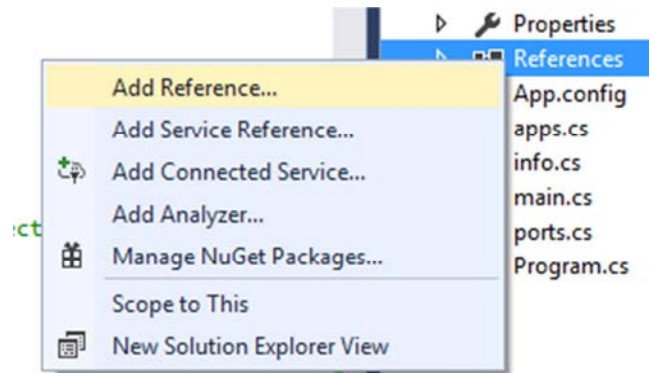 Properties
References
Add Reference...
App.config
Add Service Reference...
apps.cs
Add Connected Service...
info.cs
main.cs
Add Analyzer...
ect
ports.cs
Manage NuGet Packages...
Program.cs
Scope to This
New Solution Explorer View